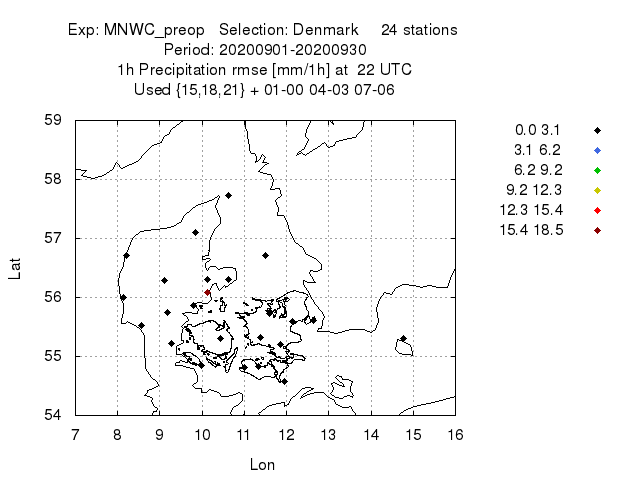 Exp: MNWC_preop Selection: Denmark 24 stations
Period: 20200901-20200930
1h Precipitation rmse [mm/1h] at 22 UTC
Used {15,18,21} + 01-00 04-03 07-06
59
58
57
56
55
54
Lat
7 8 9 10 11 12 13 14 15 16
Lon
0.0 3.1
3.1 6.2
6.2 9.2
9.2 12.3
12.3 15.4
15.4 18.5